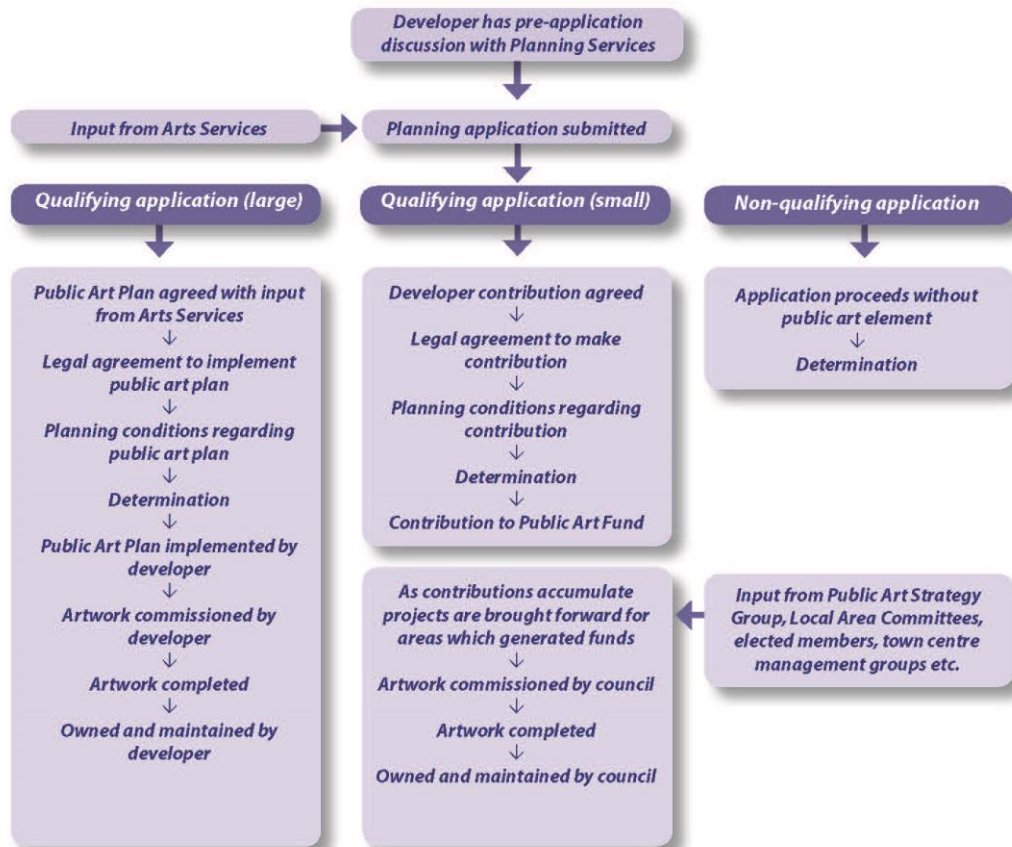 Developer has pre-application
discussion with Planning Services
Input from Arts Services
Planning application submitted
Qualifying application (large)
Qualifying application (small)
Non-qualifying application
Public Art Plan agreed with input
from Arts Services
Legal agreement to implement
public art plan
Planning conditions regarding
public art plan
Determination
Public Art Plan implemented by
developer
Artwork commissioned by
developer
Artwork completed
Owned and maintained by
developer
Developer contribution agreed
Legal agreement to make
contribution
Planning conditions regarding
contribution
Determination
Contribution to Public Art Fund
Application proceeds without
public art element
Determination
As contributions accumulate
projects are brought forward for
areas which generated funds
Artwork commissioned by council
Artwork completed
Owned and maintained by council
Input from Public Art Strategy
Group, Local Area Committees,
elected members, town centre
management groups etc.